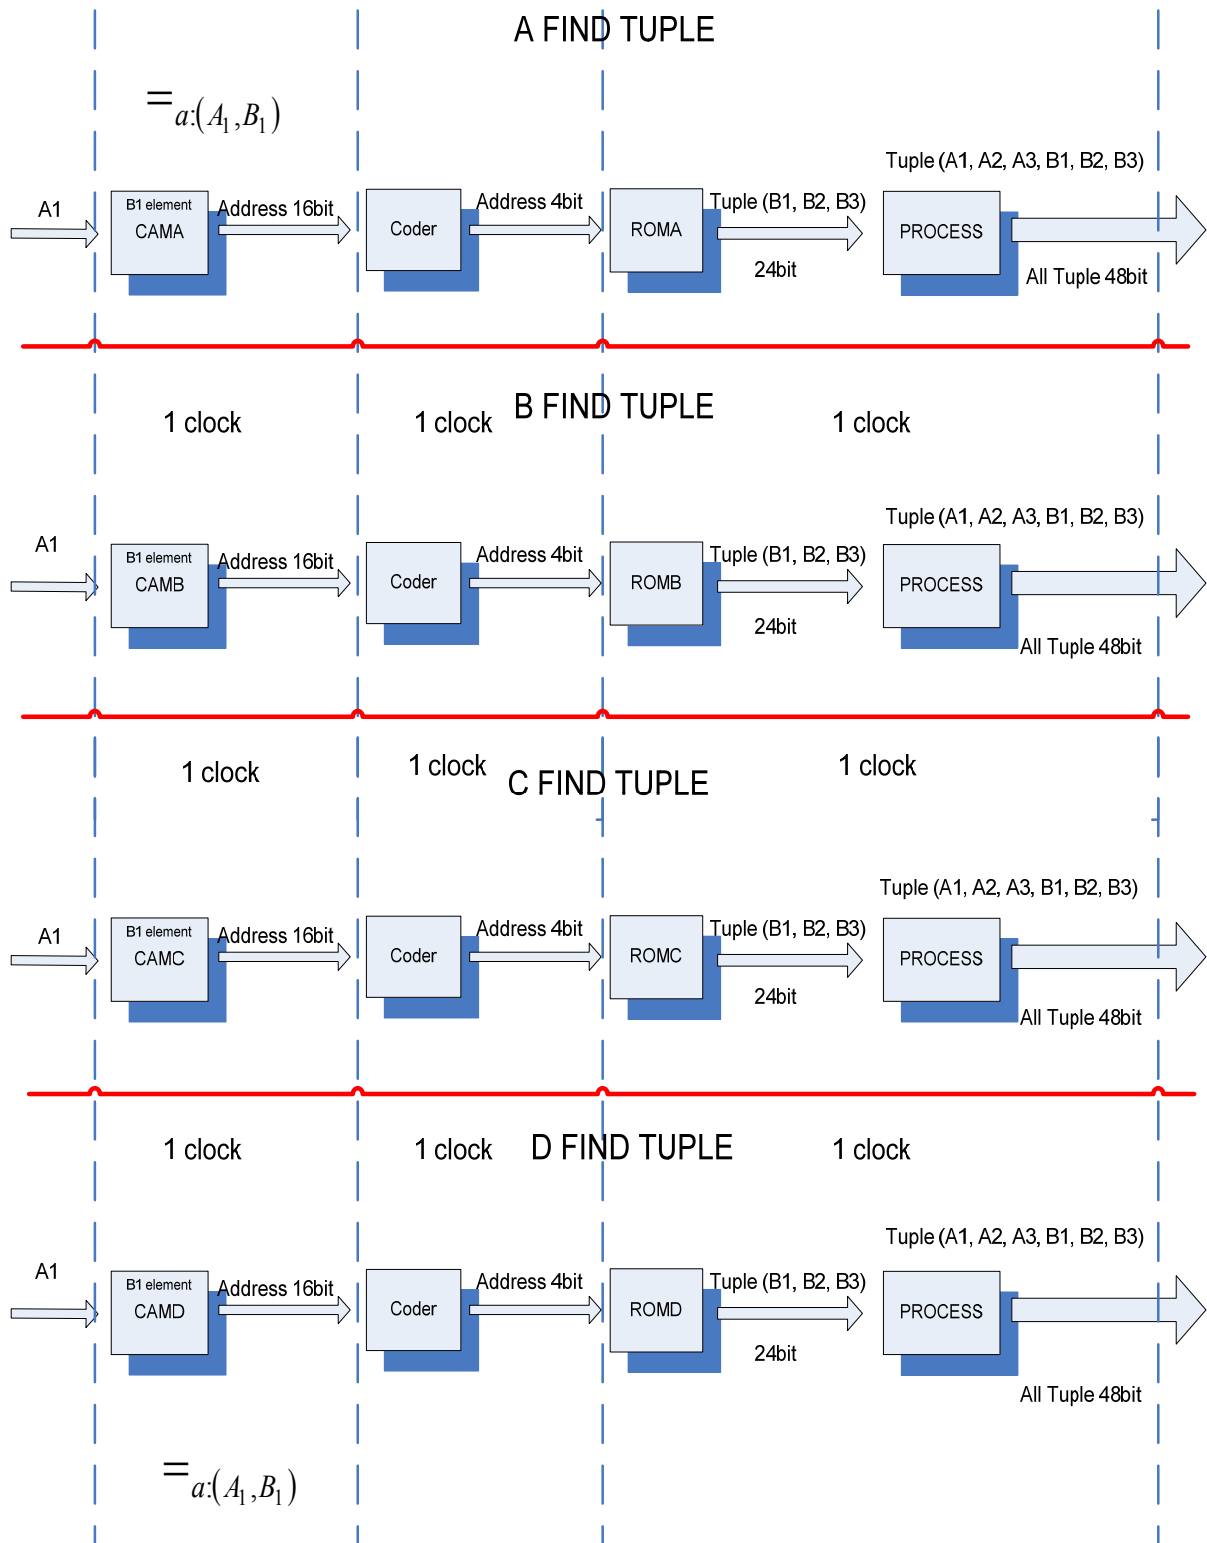 A FIND TUPLE
=a:(A1,B1)
Tuple (A1, A2, A3, B1, B2, B3)
A1
B1 element
CAMA
Address 16bit
Coder
Address 4bit
ROMA
Tuple (B1, B2, B3)
24bit
PROCESS
All Tuple 48bit
B FIND TUPLE
1 clock
1 clock
1 clock
Tuple (A1, A2, A3, B1, B2, B3)
A1
B1 element
CAMB
Address 16bit
Coder
Address 4bit
ROMB
Tuple (B1, B2, B3)
24bit
PROCESS
All Tuple 48bit
1 clock
1 clock
1 clock
C FIND TUPLE
Tuple (A1, A2, A3, B1, B2, B3)
A1
B1 element
CAMC
Address 16bit
Coder
Address 4bit
ROMC
Tuple (B1, B2, B3)
24bit
PROCESS
All Tuple 48bit
1 clock
1 clock
D FIND TUPLE
1 clock
Tuple (A1, A2, A3, B1, B2, B3)
A1
B1 element
CAMD
Address 16bit
Coder
Address 4bit
ROMD
Tuple (B1, B2, B3)
24bit
PROCESS
All Tuple 48bit
=a:(A1,B1)